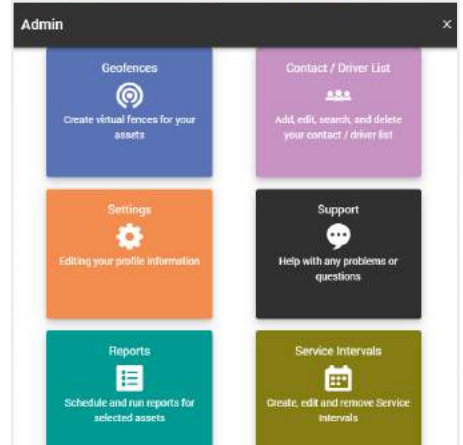 Admin
×
Geofences
Create virtual fences for your
assets
Contact / Driver List
Add, edit, search, and delete
your contact / driver list
Settings
Editing your profile information
Support
Help with any problems or
questions
Reports
Schedule and run reports for
selected assets
Service Intervals
Create, edit and remove Service
Intervals